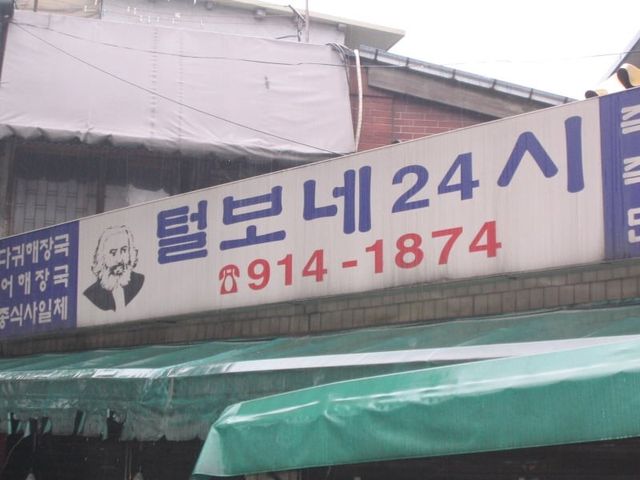 다귀해장국
어해장국
종식사일체
털보네24시
☎914-1874